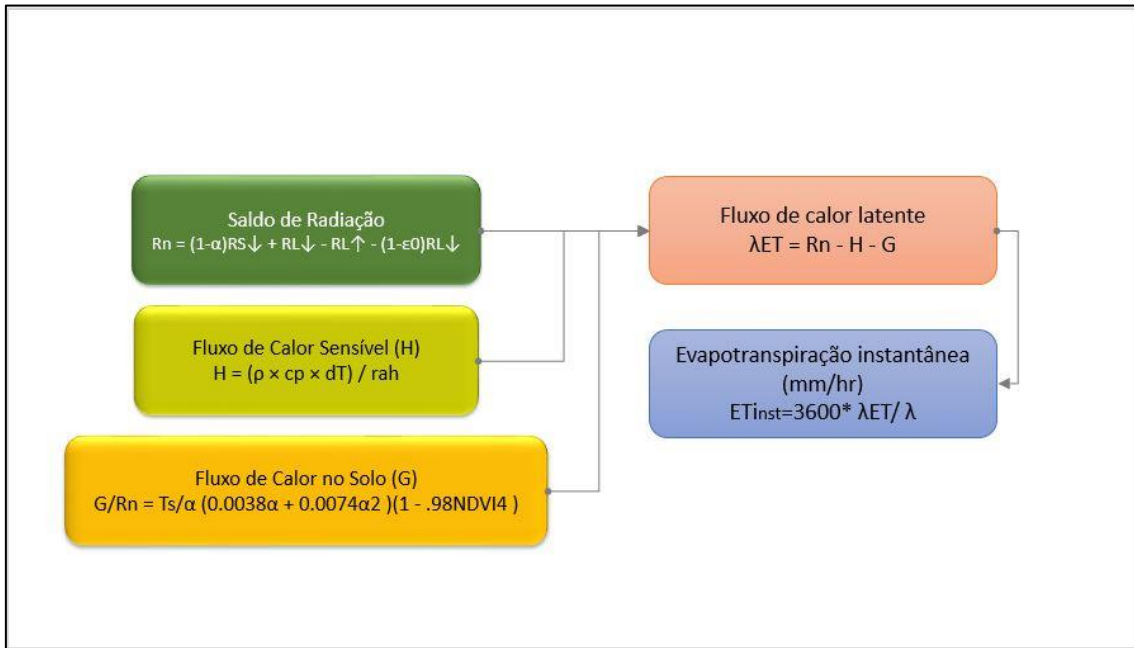 Saldo de Radiação
Rn = (1-α)RS↓ + RL↓ - RL↑ - (1-ε0)RL↓
Fluxo de Calor Sensível (H)
H = (ρ × cp × dT) / rah
Fluxo de Calor no Solo (G)
G/Rn = Ts/α (0.0038α + 0.0074α2 )(1 - .98NDVI4 )
Fluxo de calor latente
λET = Rn - H - G
Evapotranspiração instantânea
(mm/hr)
ETinst=3600* λET/ λ